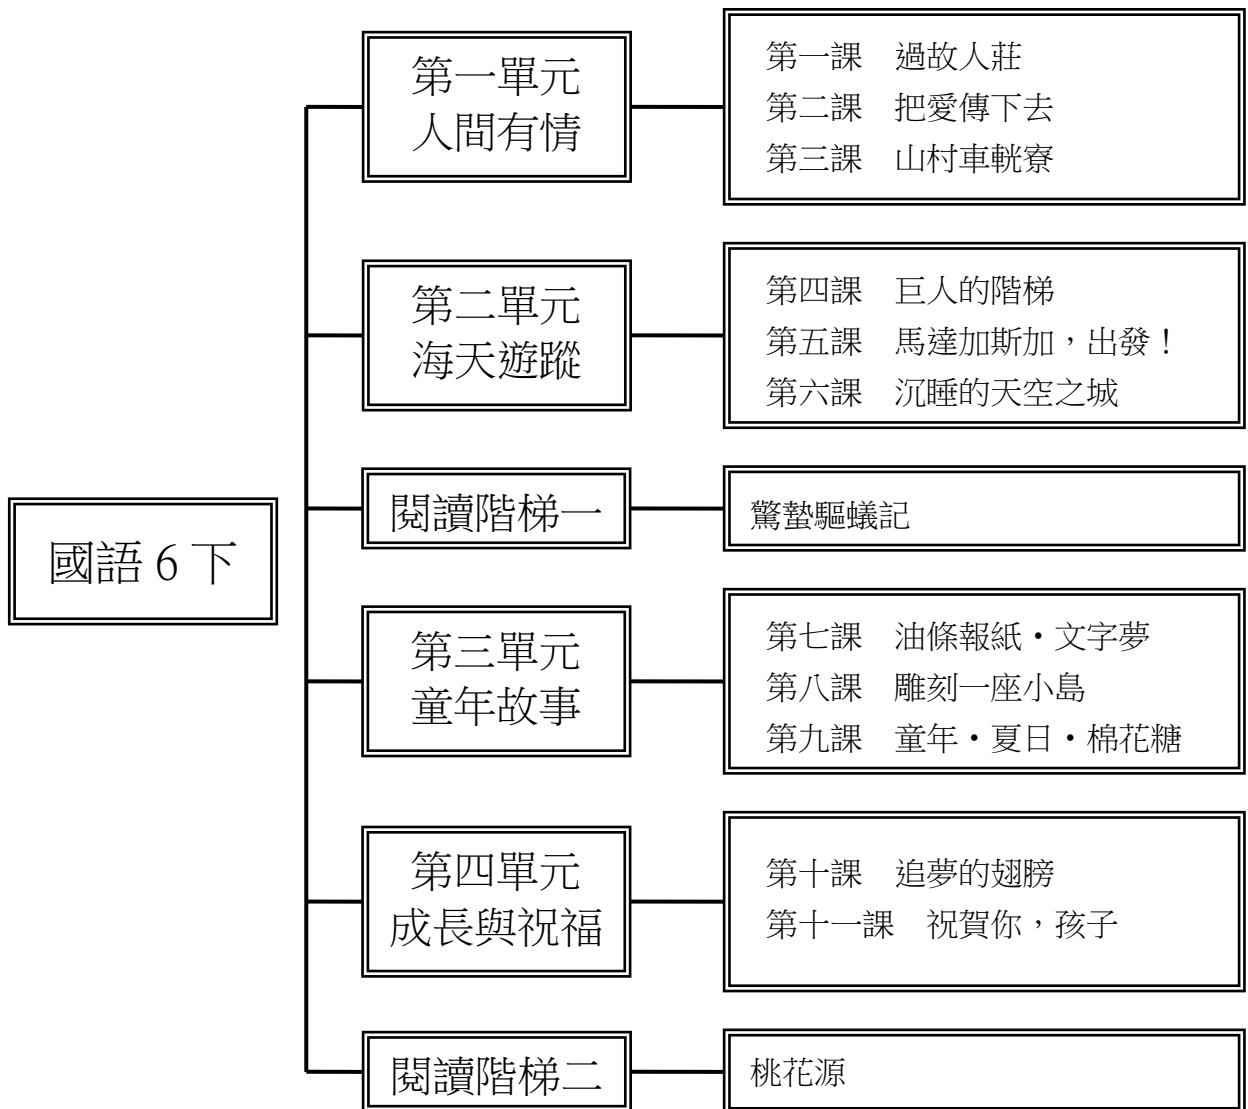 國語6下
第一單元
人間有情
第一課　過故人莊
第二課　把愛傳下去
第三課　山村車輄寮
第二單元
海天遊蹤
第四課　巨人的階梯
第五課　馬達加斯加，出發！
第六課　沉睡的天空之城
閱讀階梯一
驚蟄驅蟻記
第三單元
童年故事
第七課　油條報紙・文字夢
第八課　雕刻一座小島
第九課　童年・夏日・棉花糖
第四單元
成長與祝福
第十課　追夢的翅膀
第十一課　祝賀你，孩子
閱讀階梯二
桃花源